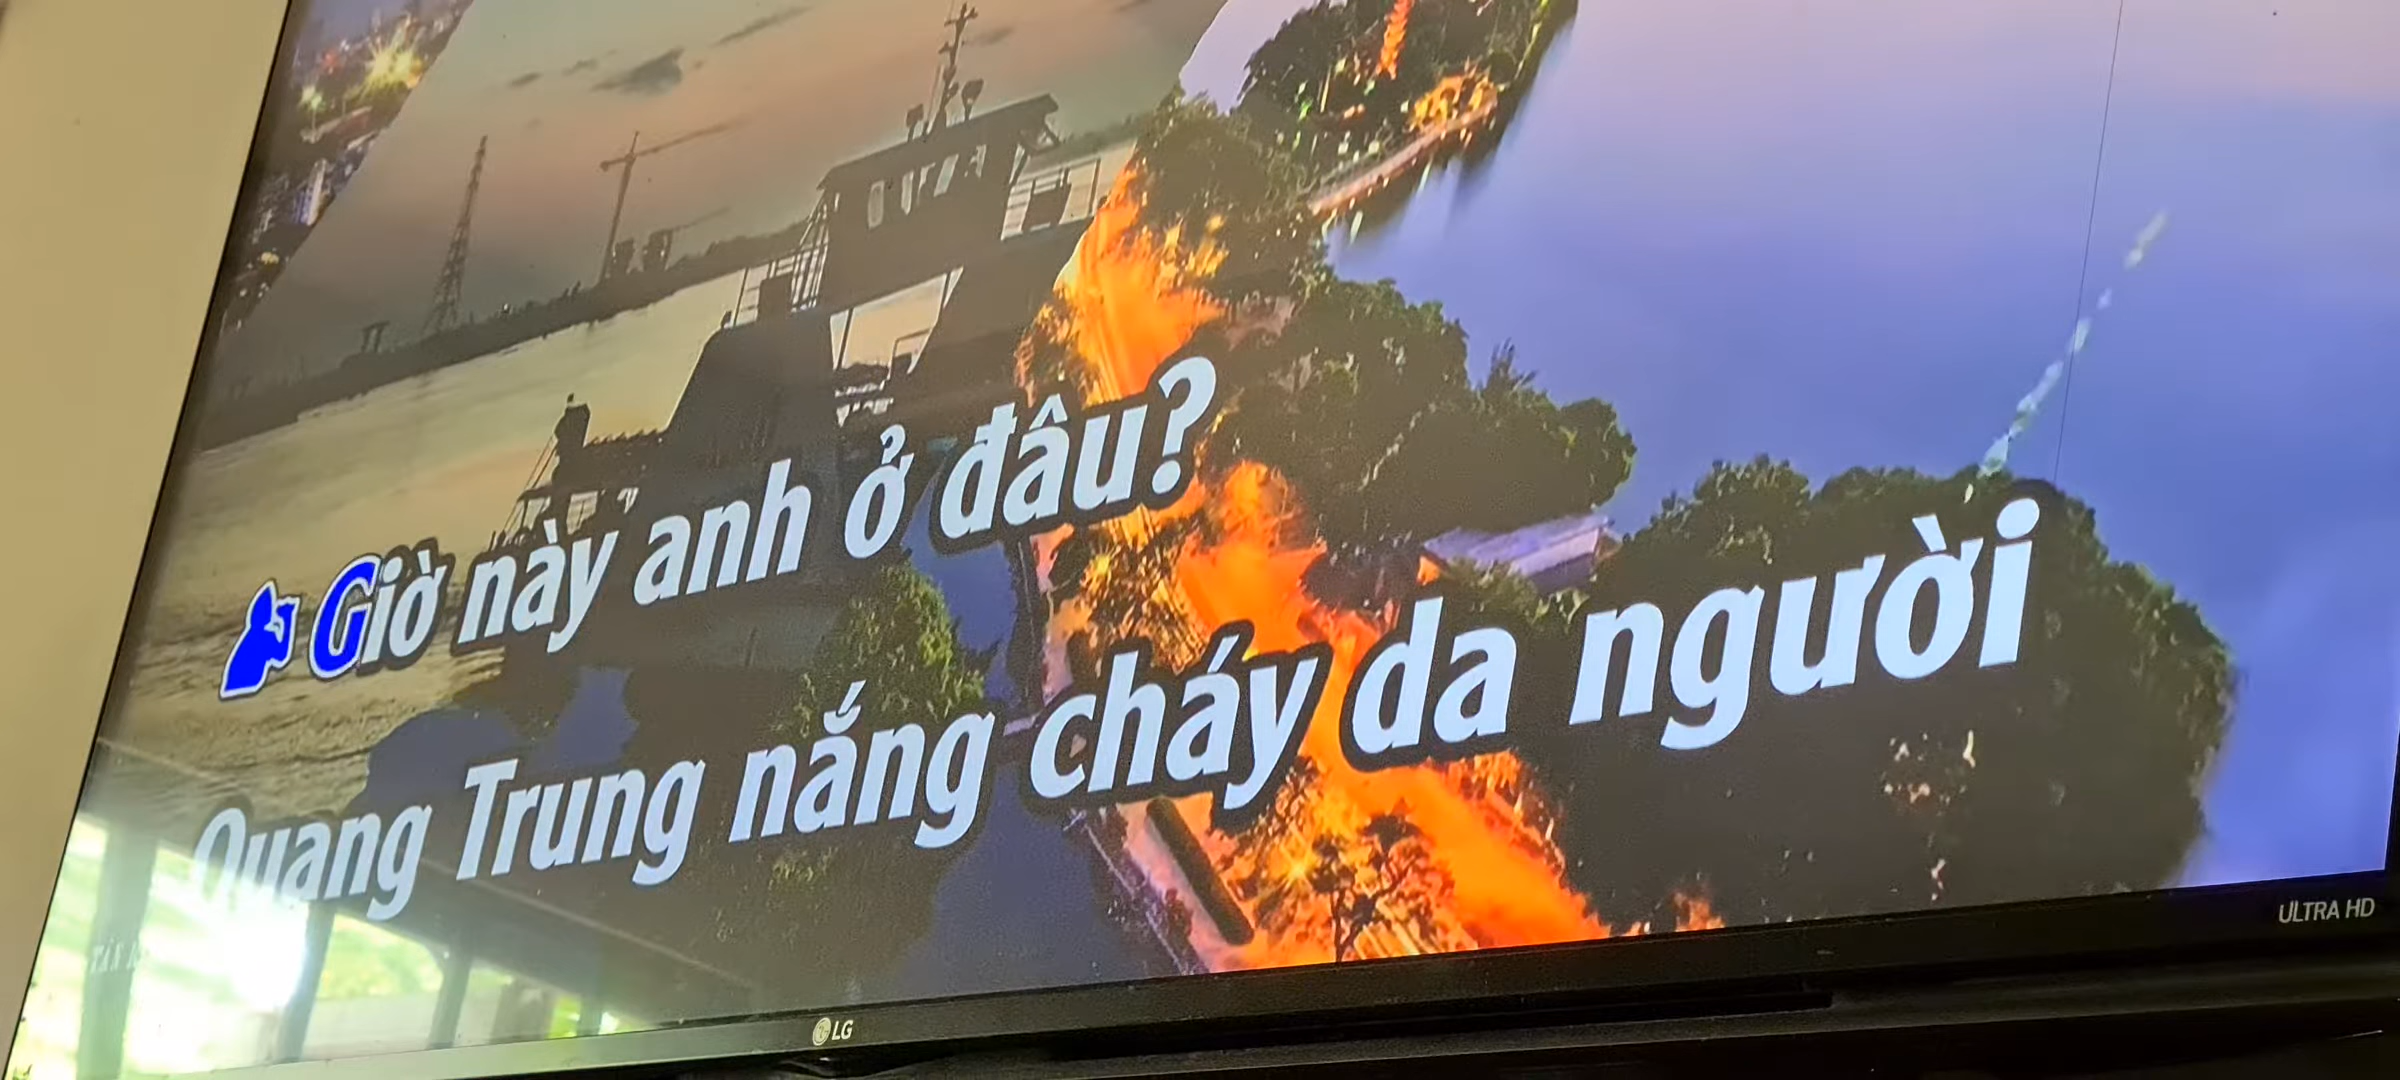 Giờ này anh ở đâu?
Quang Trung nắng cháy da người
LG
ULTRA HD